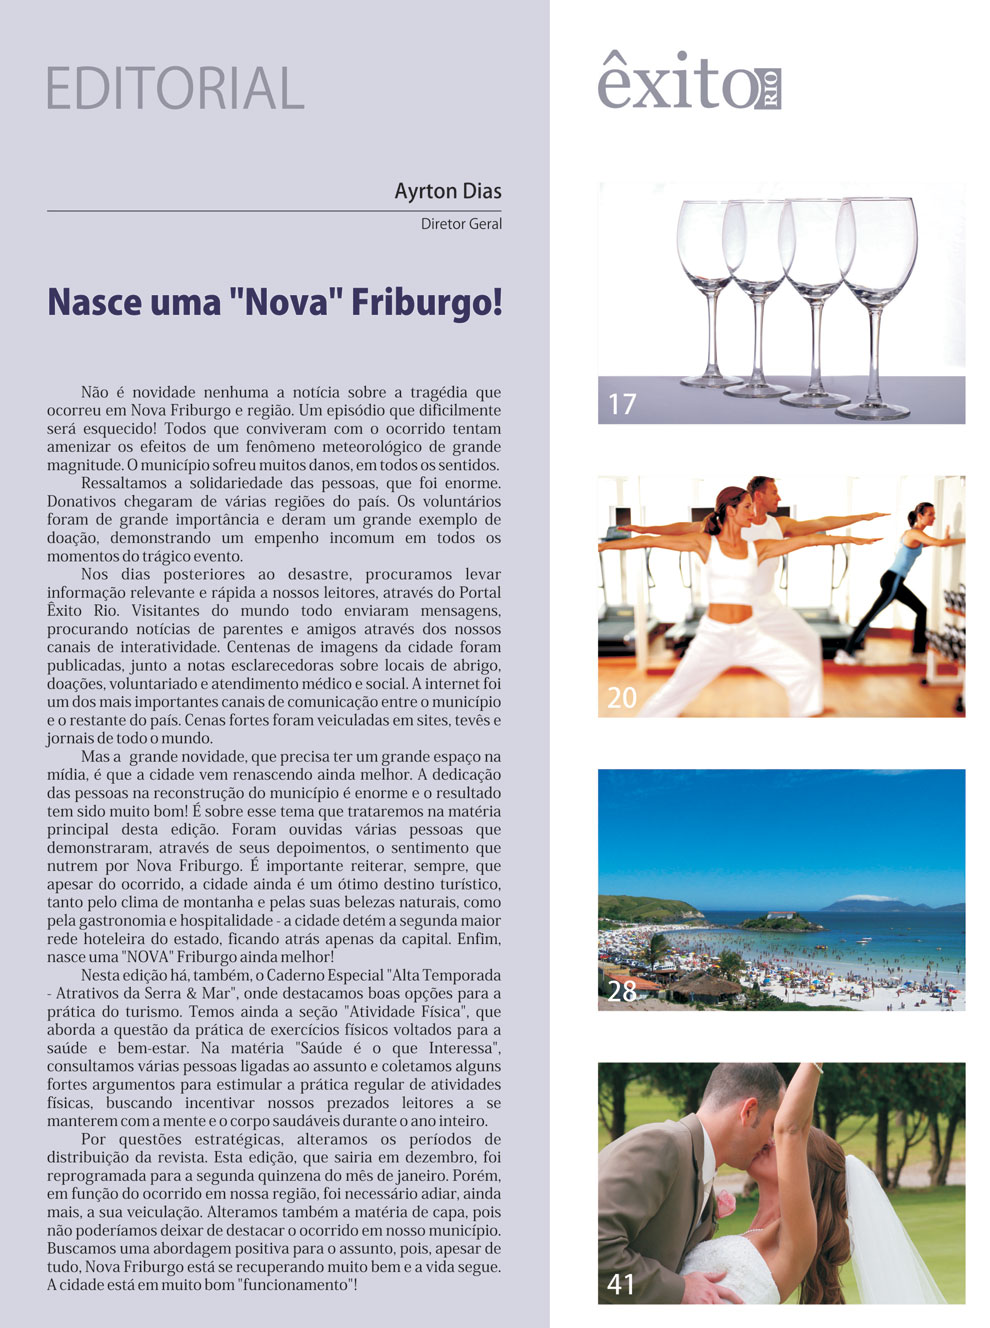 EDITORIAL
Ayrton Dias
Diretor Geral
Nasce uma "Nova" Friburgo!
Não é novidade nenhuma a notícia sobre a tragédia que
ocorreu em Nova Friburgo e região. Um episódio que dificilmente
será esquecido! Todos que conviveram com o ocorrido tentam
amenizar os efeitos de um fenômeno meteorológico de grande
magnitude. O município sofreu muitos danos, em todos os sentidos.
Ressaltamos a solidariedade das pessoas, que foi enorme.
Donativos chegaram de várias regiões do país. Os voluntários
foram de grande importância e deram um grande exemplo de
doação, demonstrando um empenho incomum em todos os
momentos do trágico evento.
Nos dias posteriores ao desastre, procuramos levar
informação relevante e rápida a nossos leitores, através do Portal
Êxito Rio. Visitantes do mundo todo enviaram mensagens,
procurando notícias de parentes e amigos através dos nossos
canais de interatividade. Centenas de imagens da cidade foram
publicadas, junto a notas esclarecedoras sobre locais de abrigo,
doações, voluntariado e atendimento médico e social. A internet foi
um dos mais importantes canais de comunicação entre o município
e o restante do país. Cenas fortes foram veiculadas em sites, tevês e
jornais de todo o mundo.
Mas a grande novidade, que precisa ter um grande espaço na
mídia, é que a cidade vem renascendo ainda melhor. A dedicação
das pessoas na reconstrução do município é enorme e o resultado
tem sido muito bom! É sobre esse tema que trataremos na matéria
principal desta edição. Foram ouvidas várias pessoas que
demonstraram, através de seus depoimentos, o sentimento que
nutrem por Nova Friburgo. É importante reiterar, sempre, que
apesar do ocorrido, a cidade ainda é um ótimo destino turístico,
tanto pelo clima de montanha e pelas suas belezas naturais, como
pela gastronomia e hospitalidade - a cidade detém a segunda maior
rede hoteleira do estado, ficando atrás apenas da capital. Enfim,
nasce uma "NOVA" Friburgo ainda melhor!
Nesta edição há, também, o Caderno Especial "Alta Temporada
- Atrativos da Serra & Mar", onde destacamos boas opções para a
prática do turismo. Temos ainda a seção "Atividade Física", que
aborda a questão da prática de exercícios físicos voltados para a
saúde e bem-estar. Na matéria "Saúde é o que Interessa",
consultamos várias pessoas ligadas ao assunto e coletamos alguns
fortes argumentos para estimular a prática regular de atividades
físicas, buscando incentivar nossos prezados leitores a se
manterem com a mente e o corpo saudáveis durante o ano inteiro.
Por questões estratégicas, alteramos os períodos de
distribuição da revista. Esta edição, que sairia em dezembro, foi
reprogramada para a segunda quinzena do mês de janeiro. Porém,
em função do ocorrido em nossa região, foi necessário adiar, ainda
mais, a sua veiculação. Alteramos também a matéria de capa, pois
não poderíamos deixar de destacar o ocorrido em nosso município.
Buscamos uma abordagem positiva para o assunto, pois, apesar de
tudo, Nova Friburgo está se recuperando muito bem e a vida segue.
A cidade está em muito bom "funcionamento"!
êxito RIO
17
20
28
41